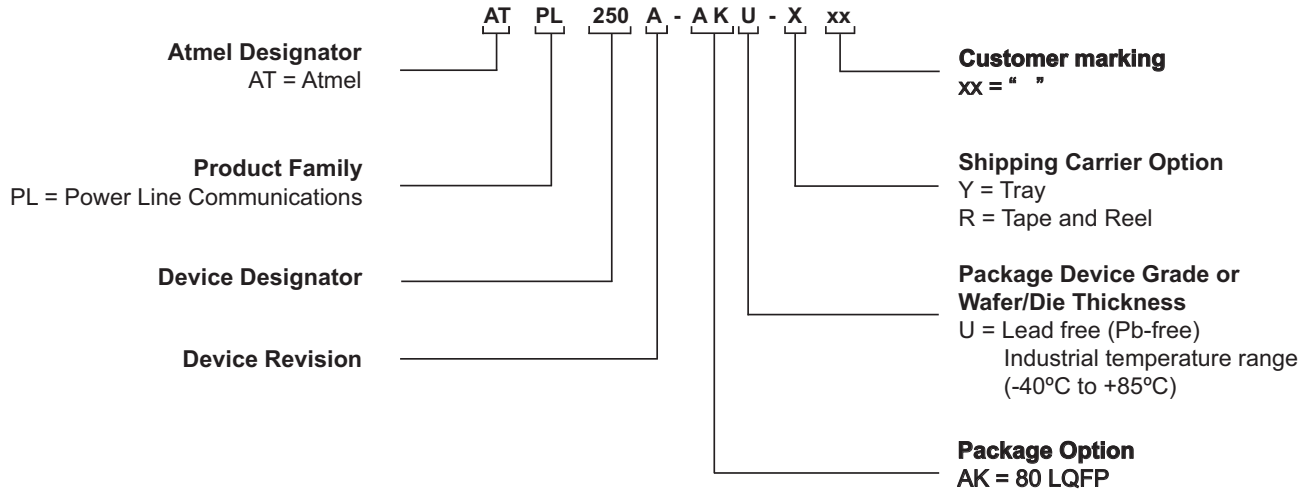 AT PL 250 A - A K U - X xx
Atmel Designator
AT = Atmel
Product Family
PL = Power Line Communications
Device Designator
Device Revision
Customer marking
xx = “ ”
Shipping Carrier Option
Y = Tray
R = Tape and Reel
Package Device Grade or
Wafer/Die Thickness
U = Lead free (Pb-free)
Industrial temperature range
(-40ºC to +85ºC)
Package Option
AK = 80 LQFP